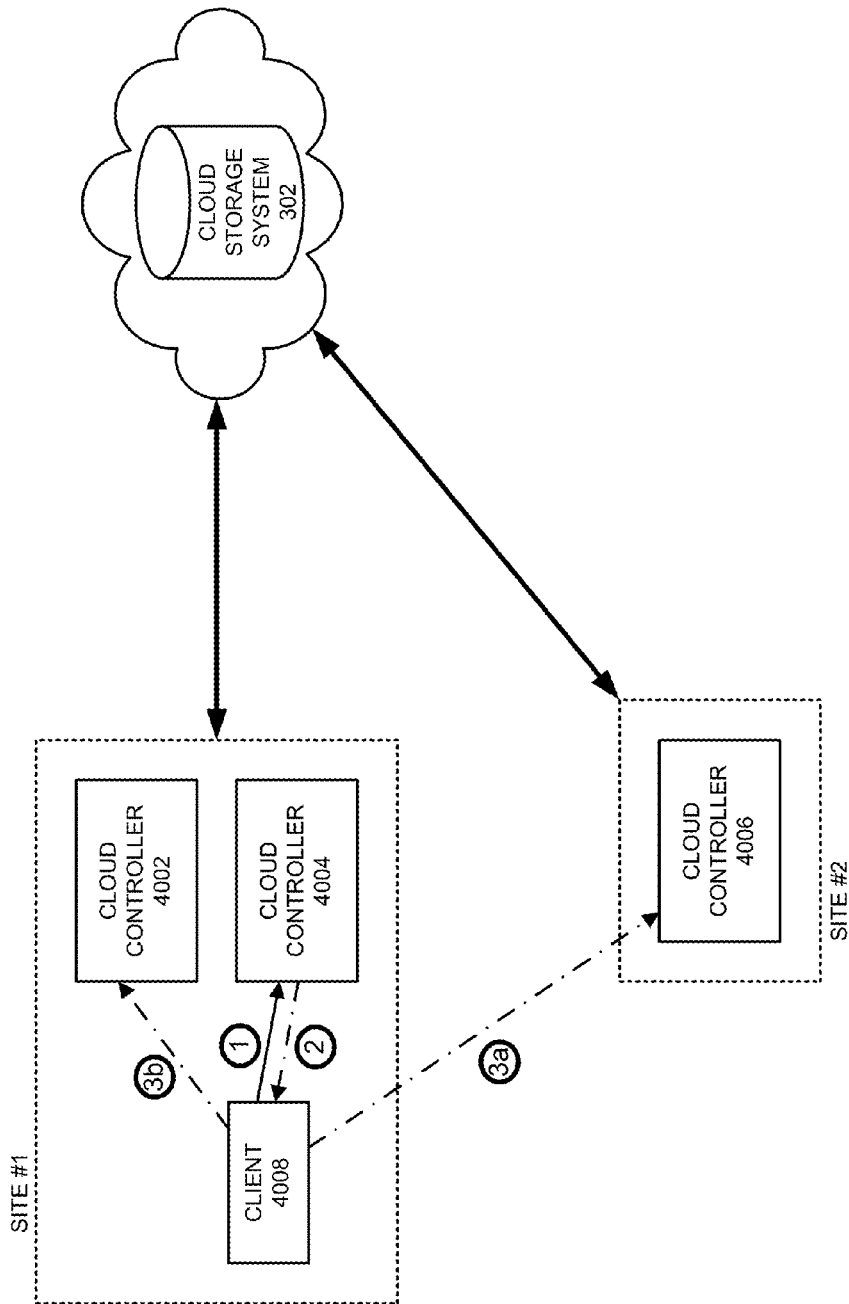 SITE #1
CLIENT
4008
3b
1
2
3a
CLOUD
CONTROLLER
4002
CLOUD
CONTROLLER
4004
CLOUD
CONTROLLER
4006
SITE #2
CLOUD
STORAGE
SYSTEM
302